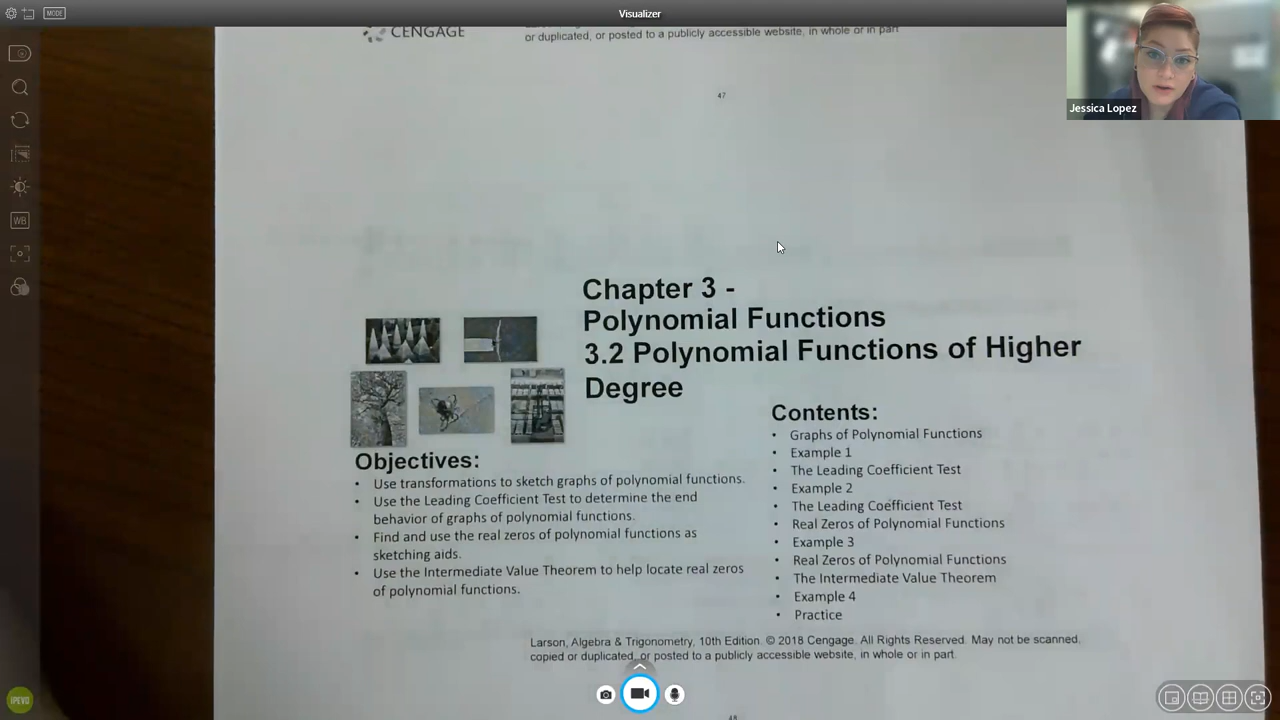 MODE
Visualizer
CENGAGE
or duplicated, or posted to a publicly accessible website, in whole or in part
47
Jessica Lopez
WB
Chapter 3 -
Polynomial Functions
3.2 Polynomial Functions of Higher
Degree
Objectives:
• Use transformations to sketch graphs of polynomial functions.
• Use the Leading Coefficient Test to determine the end
behavior of graphs of polynomial functions.
• Find and use the real zeros of polynomial functions as
sketching aids.
• Use the Intermediate Value Theorem to help locate real zeros
of polynomial functions.
Contents:
• Graphs of Polynomial Functions
• Example 1
• The Leading Coefficient Test
• Example 2
• The Leading Coefficient Test
• Real Zeros of Polynomial Functions
• Example 3
• Real Zeros of Polynomial Functions
• The Intermediate Value Theorem
• Example 4
• Practice
Larson, Algebra & Trigonometry, 10th Edition. © 2018 Cengage. All Rights Reserved. May not be scanned,
copied or duplicated, or posted to a publicly accessible website, in whole or in part.
IPEVO